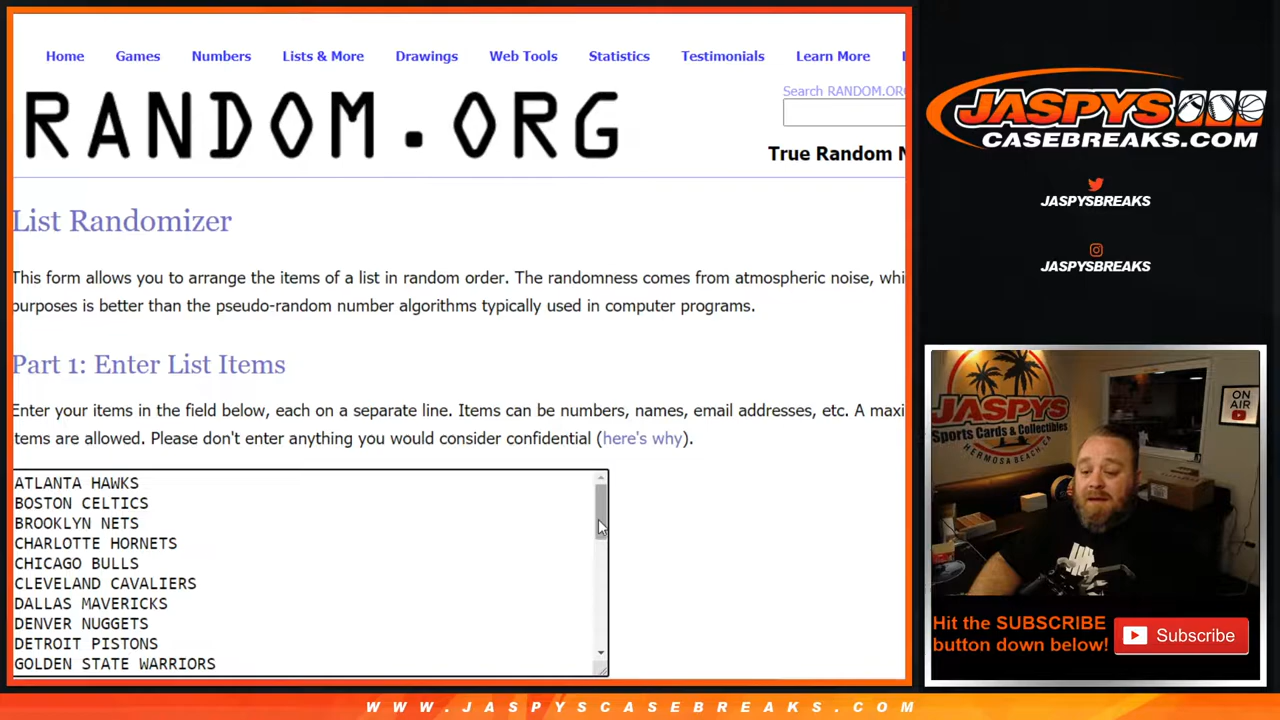 Home Games Numbers Lists & More Drawings Web Tools Statistics Testimonials Learn More
RANDOM.ORG
Search RANDOM.ORG
True Random N
List Randomizer
This form allows you to arrange the items of a list in random order. The randomness comes from atmospheric noise, whi
purposes is better than the pseudo-random number algorithms typically used in computer programs.
Part 1: Enter List Items
Enter your items in the field below, each on a separate line. Items can be numbers, names, email addresses, etc. A maxi
items are allowed. Please don't enter anything you would consider confidential (here's why).
ATLANTA HAWKS
BOSTON CELTICS
BROOKLYN NETS
CHARLOTTE HORNETS
CHICAGO BULLS
CLEVELAND CAVALIERS
DALLAS MAVERICKS
DENVER NUGGETS
DETROIT PISTONS
GOLDEN STATE WARRIORS
JASPYS
CASEBREAKS.COM
JASPYSBREAKS
JASPYSBREAKS
JASPYS
Sports Cards & Collectibles
HERMOSA BEACH, CA
ON
AIR
Hit the SUBSCRIBE
button down below!
Subscribe
WWW.JASPYSCASEBREAKS.COM